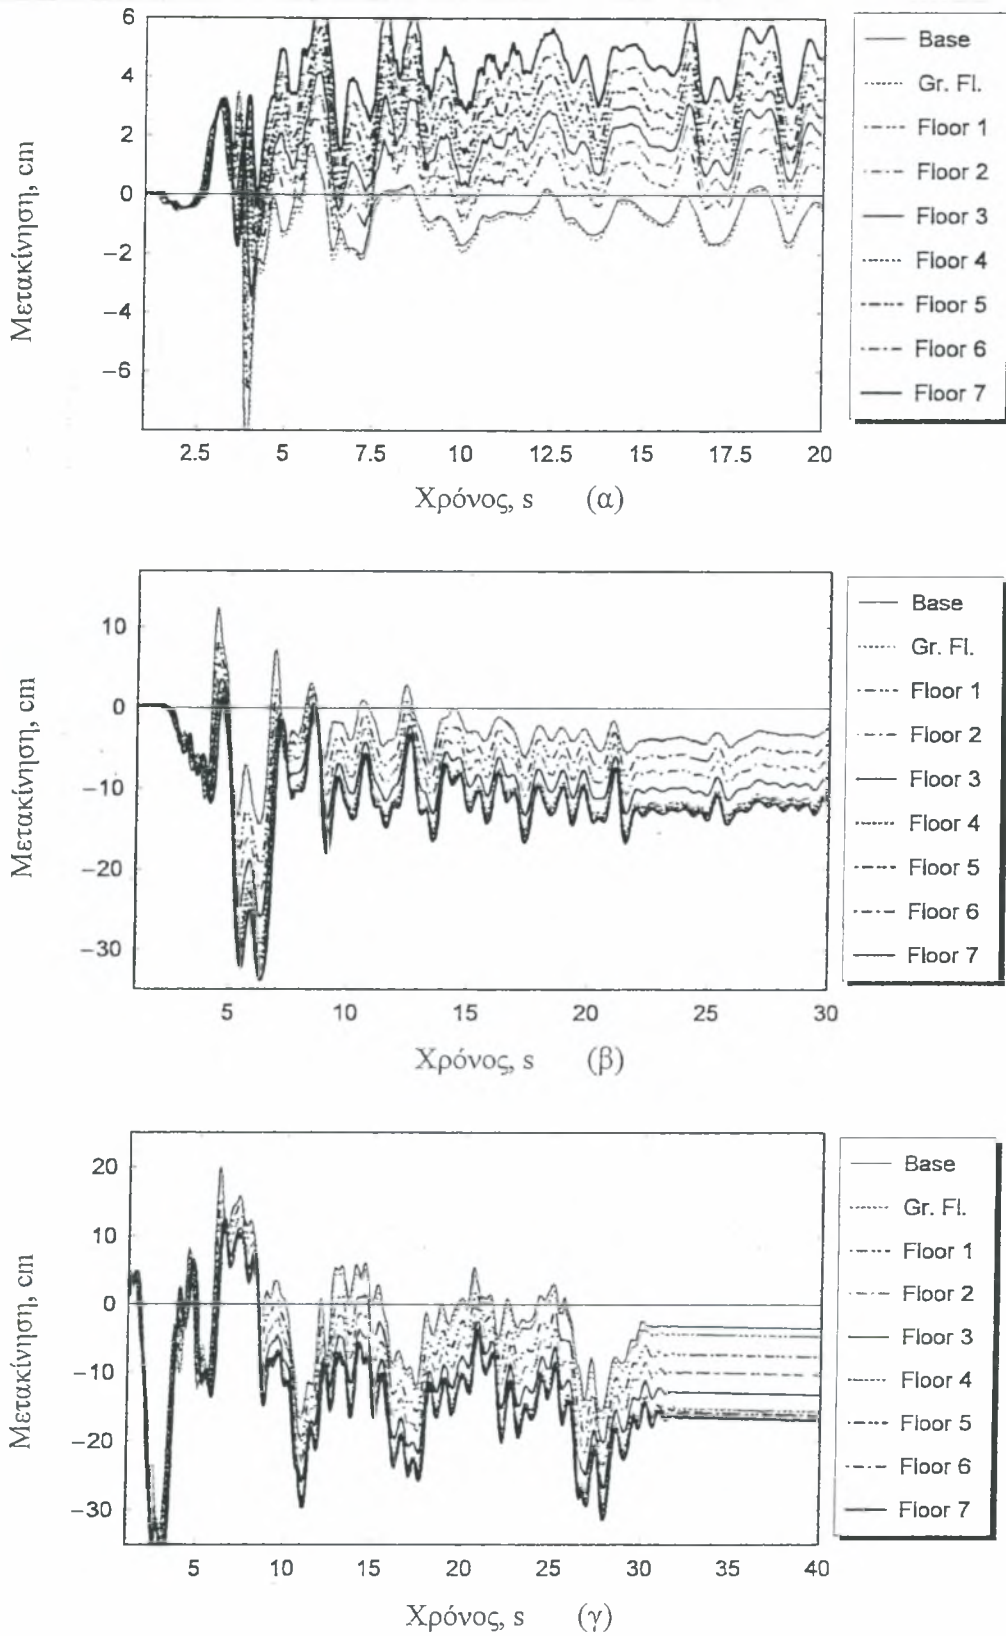 6
4
2
0
−2
−4
−6
Μετακίνηση, cm
2.5 5 7.5 10 12.5 15 17.5 20
Χρόνος, s (α)
Base
Gr. Fl.
Floor 1
Floor 2
Floor 3
Floor 4
Floor 5
Floor 6
Floor 7
10
0
−10
−20
−30
Μετακίνηση, cm
5 10 15 20 25 30
Χρόνος, s (β)
Base
Gr. Fl.
Floor 1
Floor 2
Floor 3
Floor 4
Floor 5
Floor 6
Floor 7
20
10
0
−10
−20
−30
Μετακίνηση, cm
5 10 15 20 25 30 35 40
Χρόνος, s (γ)
Base
Gr. Fl.
Floor 1
Floor 2
Floor 3
Floor 4
Floor 5
Floor 6
Floor 7